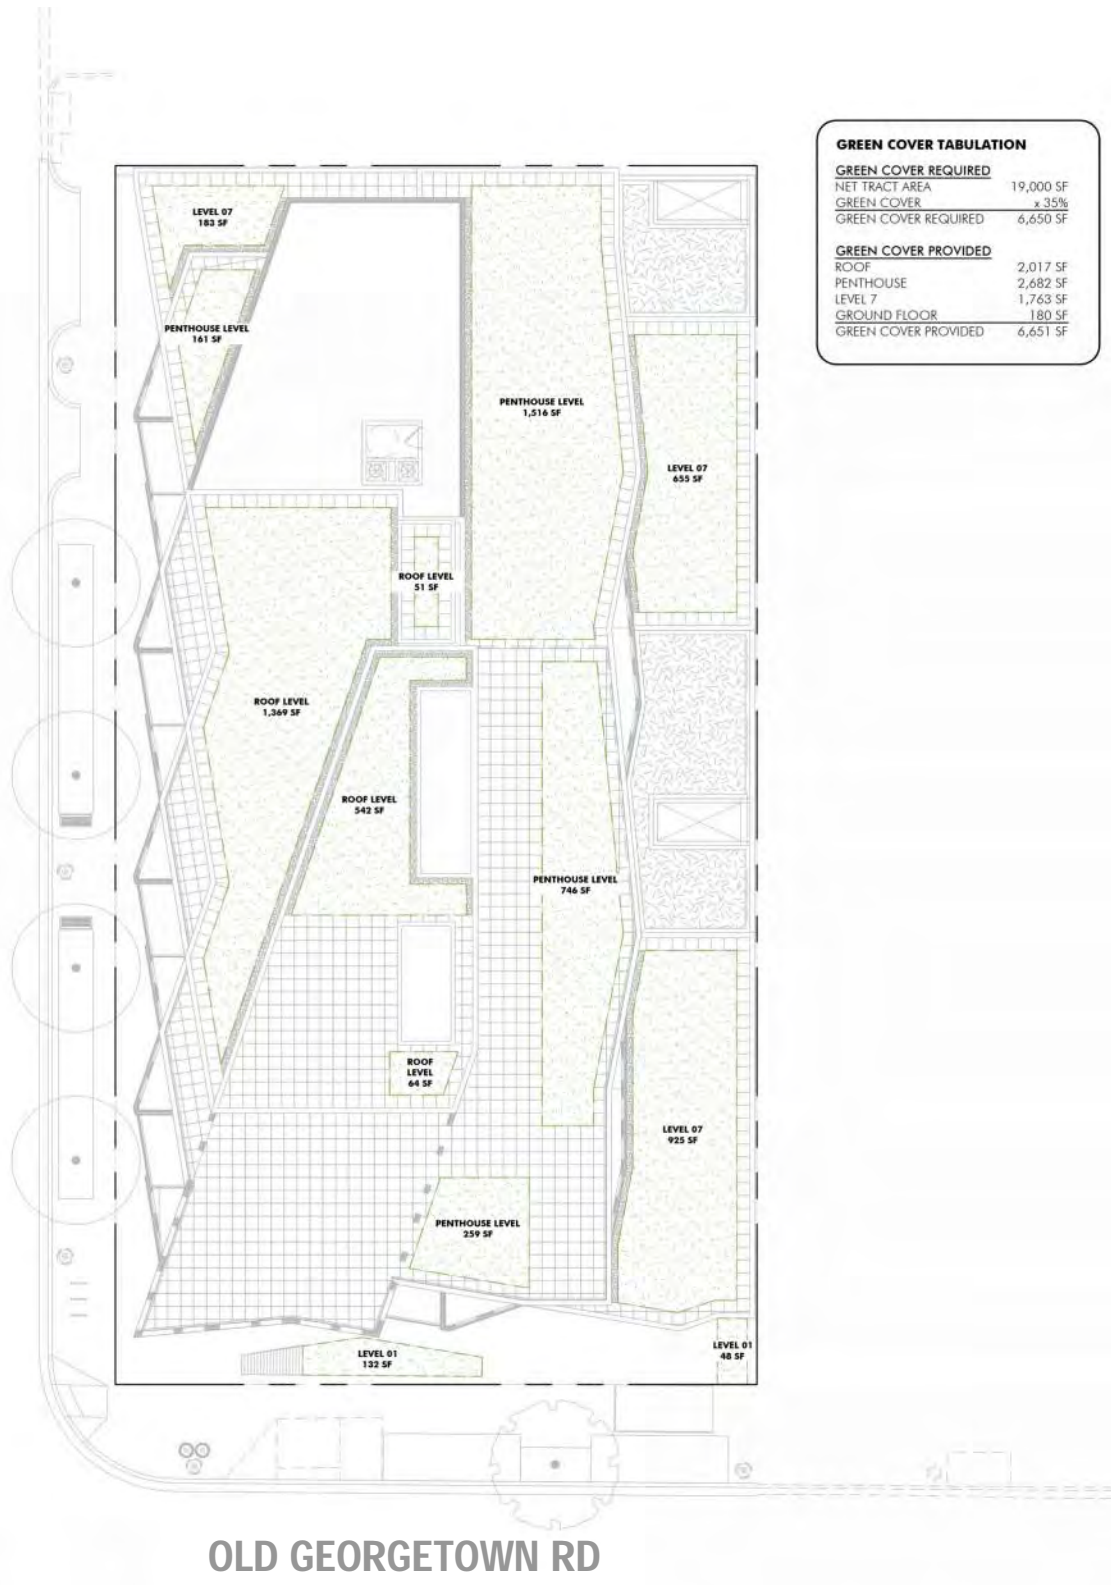 GREEN COVER TABULATION
GREEN COVER REQUIRED
NET TRACT AREA 19,000 SF
GREEN COVER x 35%
GREEN COVER REQUIRED 6,650 SF
GREEN COVER PROVIDED
ROOF 2,017 SF
PENTHOUSE 2,682 SF
LEVEL 7 1,763 SF
GROUND FLOOR 180 SF
GREEN COVER PROVIDED 6,651 SF
LEVEL 07
183 SF
PENTHOUSE LEVEL
161 SF
PENTHOUSE LEVEL
1,516 SF
LEVEL 07
655 SF
ROOF LEVEL
51 SF
ROOF LEVEL
1,369 SF
ROOF LEVEL
542 SF
PENTHOUSE LEVEL
746 SF
ROOF
LEVEL
64 SF
LEVEL 07
925 SF
PENTHOUSE LEVEL
259 SF
LEVEL 01
132 SF
LEVEL 01
48 SF
OLD GEORGETOWN RD